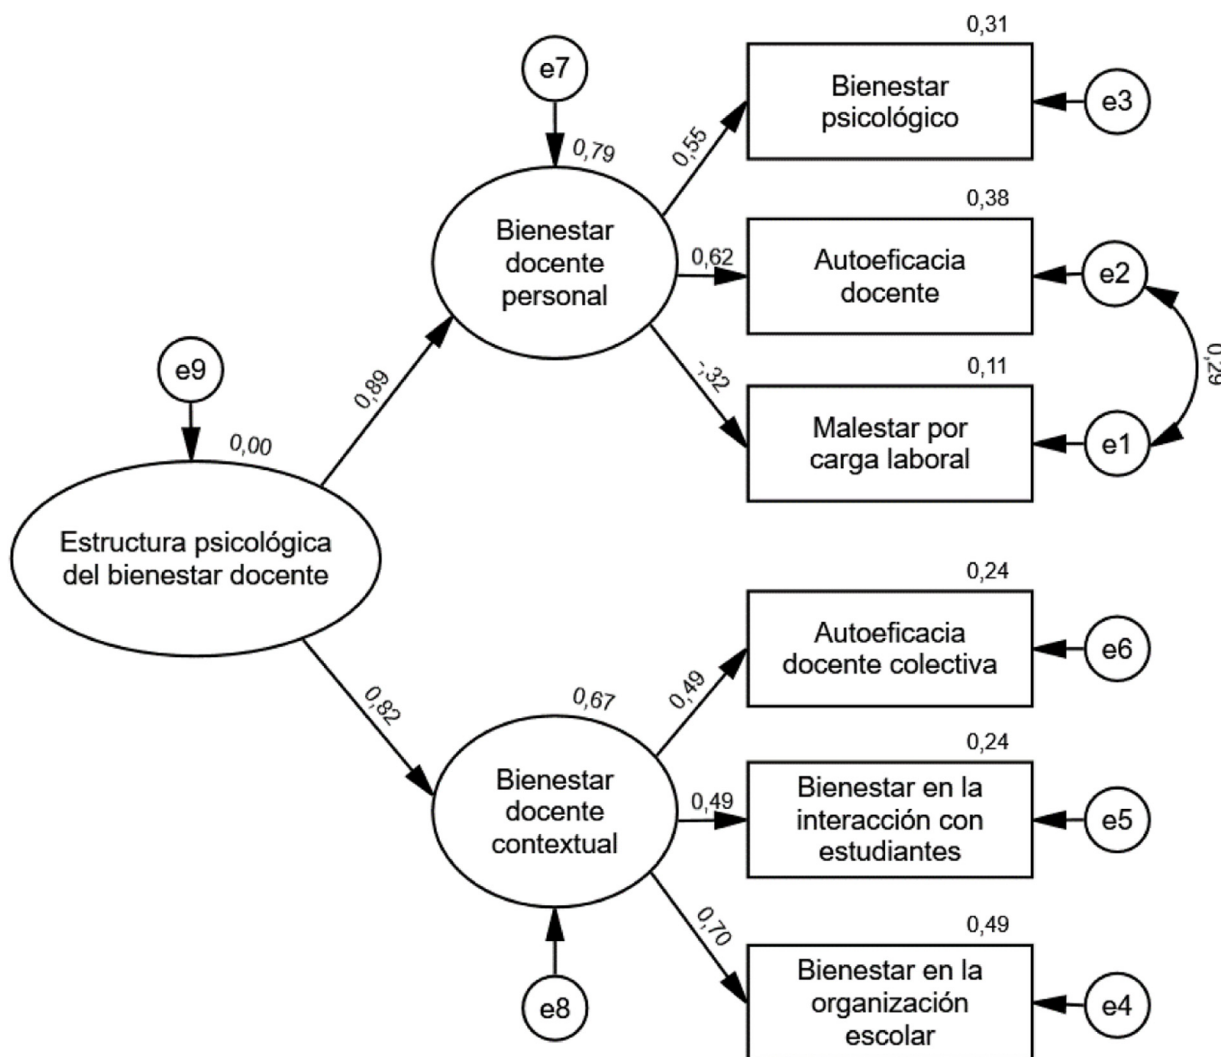 0,31
e7
Bienestar
psicológico
e3
0,79
0,55
0,38
Bienestar
docente
personal
0,62
Autoeficacia
docente
e2
0,29
-,32
0,11
e9
0,89
Malestar por
carga laboral
e1
0,00
Estructura psicológica
del bienestar docente
0,24
Autoeficacia
docente colectiva
e6
0,82
0,67
0,49
0,24
Bienestar
docente
contextual
0,49
Bienestar en la
interacción con
estudiantes
e5
0,70
0,49
e8
Bienestar en la
organización
escolar
e4